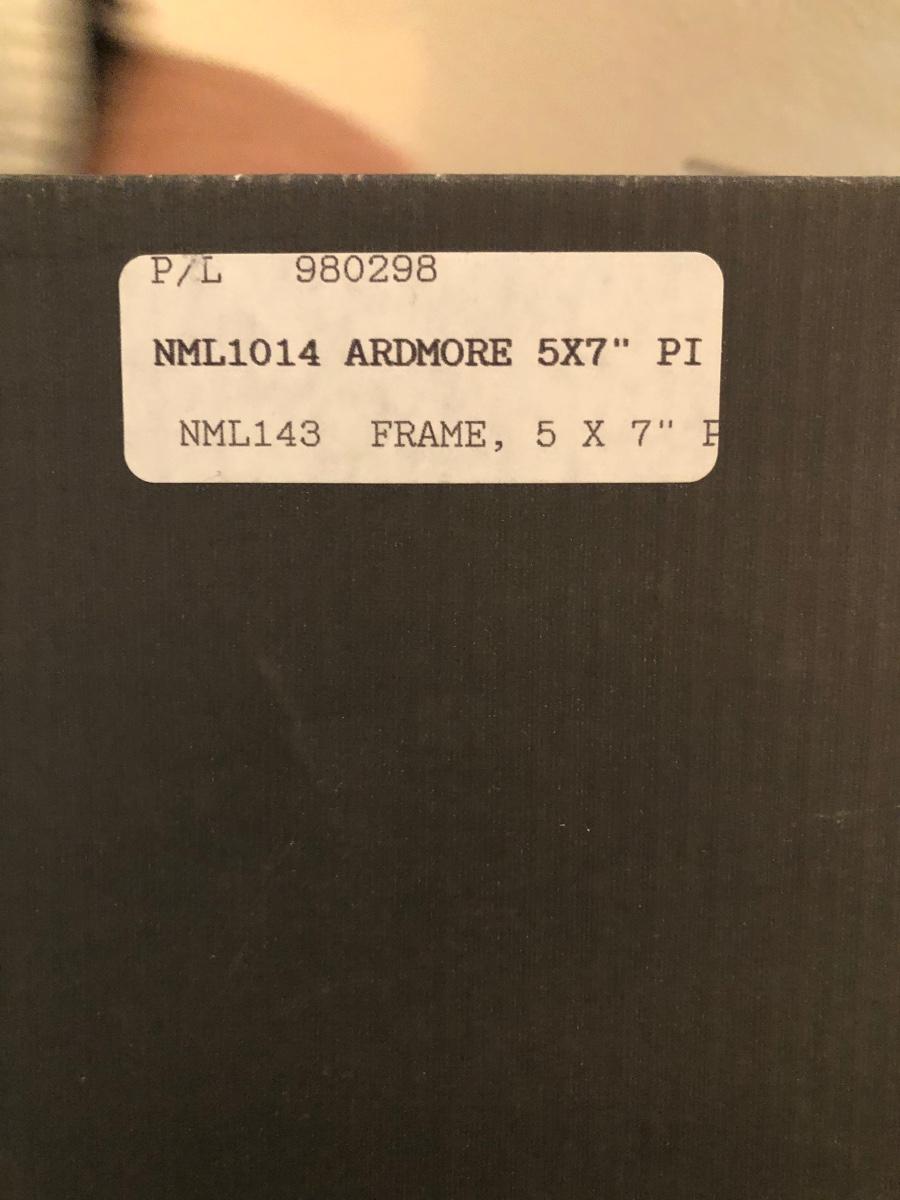 P/L 980298
NML1014 ARDMORE 5X7" PI
NML143 FRAME, 5 X 7" P